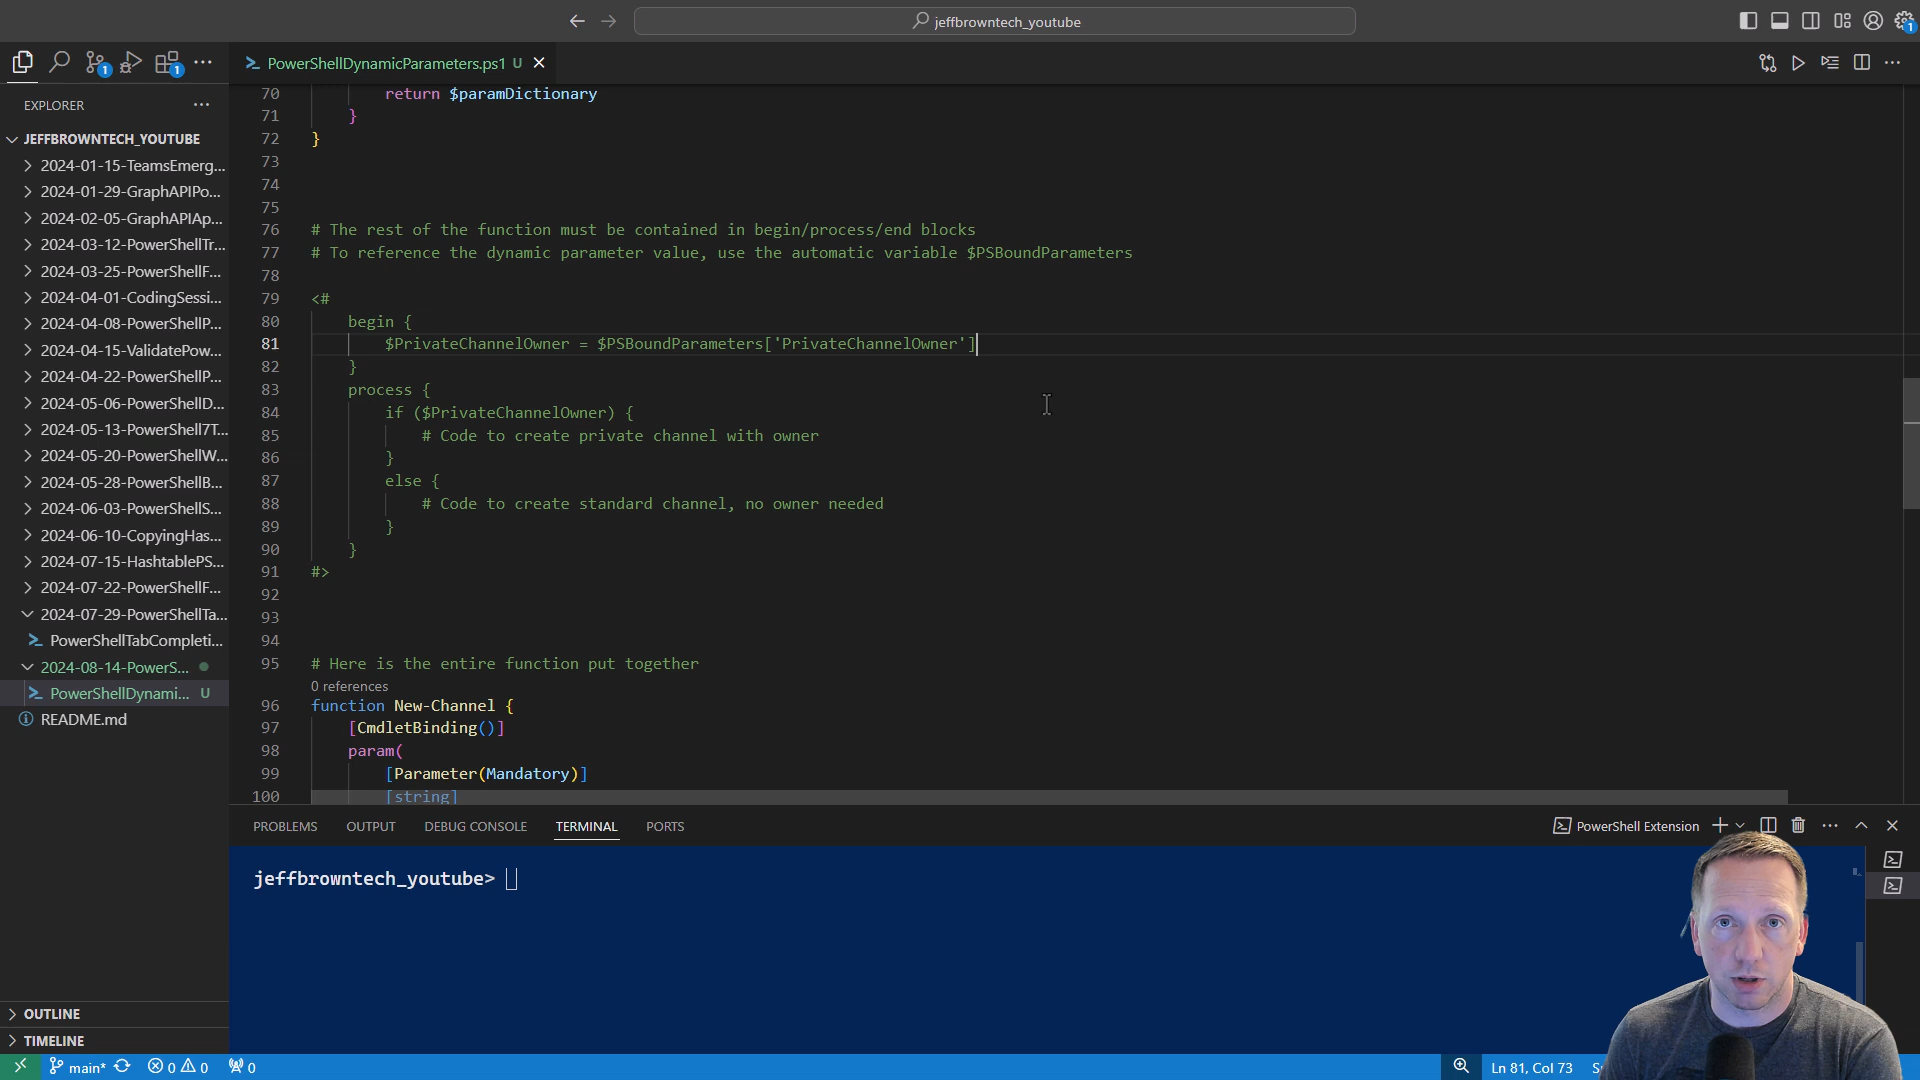 jeffbrowntech_youtube
PowerShellDynamicParameters.ps1 U
EXPLORER
JEFFBROWNTECH_YOUTUBE
2024-01-15-TeamsEmerg...
2024-01-29-GraphAPIPo...
2024-02-05-GraphAPIAp...
2024-03-12-PowerShellTr...
2024-03-25-PowerShellF...
2024-04-01-CodingSessi...
2024-04-08-PowerShellP...
2024-04-15-ValidatePow...
2024-04-22-PowerShellP...
2024-05-06-PowerShellD...
2024-05-13-PowerShell7T...
2024-05-20-PowerShellW...
2024-05-28-PowerShellB...
2024-06-03-PowerShellS...
2024-06-10-CopyingHas...
2024-07-15-HashtablePS...
2024-07-22-PowerShellF...
2024-07-29-PowerShellTa...
PowerShellTabCompleti...
2024-08-14-PowerS...
PowerShellDynami... U
README.md
OUTLINE
TIMELINE
70 return $paramDictionary
71 }
72 }
73
74
75
76 # The rest of the function must be contained in begin/process/end blocks
77 # To reference the dynamic parameter value, use the automatic variable $PSBoundParameters
78
79 <#
80 begin {
81 $PrivateChannelOwner = $PSBoundParameters['PrivateChannelOwner']
82 }
83 process {
84 if ($PrivateChannelOwner) {
85 # Code to create private channel with owner
86 }
87 else {
88 # Code to create standard channel, no owner needed
89 }
90 }
91 #>
92
93
94
95 # Here is the entire function put together
0 references
96 function New-Channel {
97 [CmdletBinding()]
98 param(
99 [Parameter(Mandatory)]
100 [string]
PROBLEMS OUTPUT DEBUG CONSOLE TERMINAL PORTS
PowerShell Extension
jeffbrowntech_youtube>
main* 0 0 0
Ln 81, Col 73